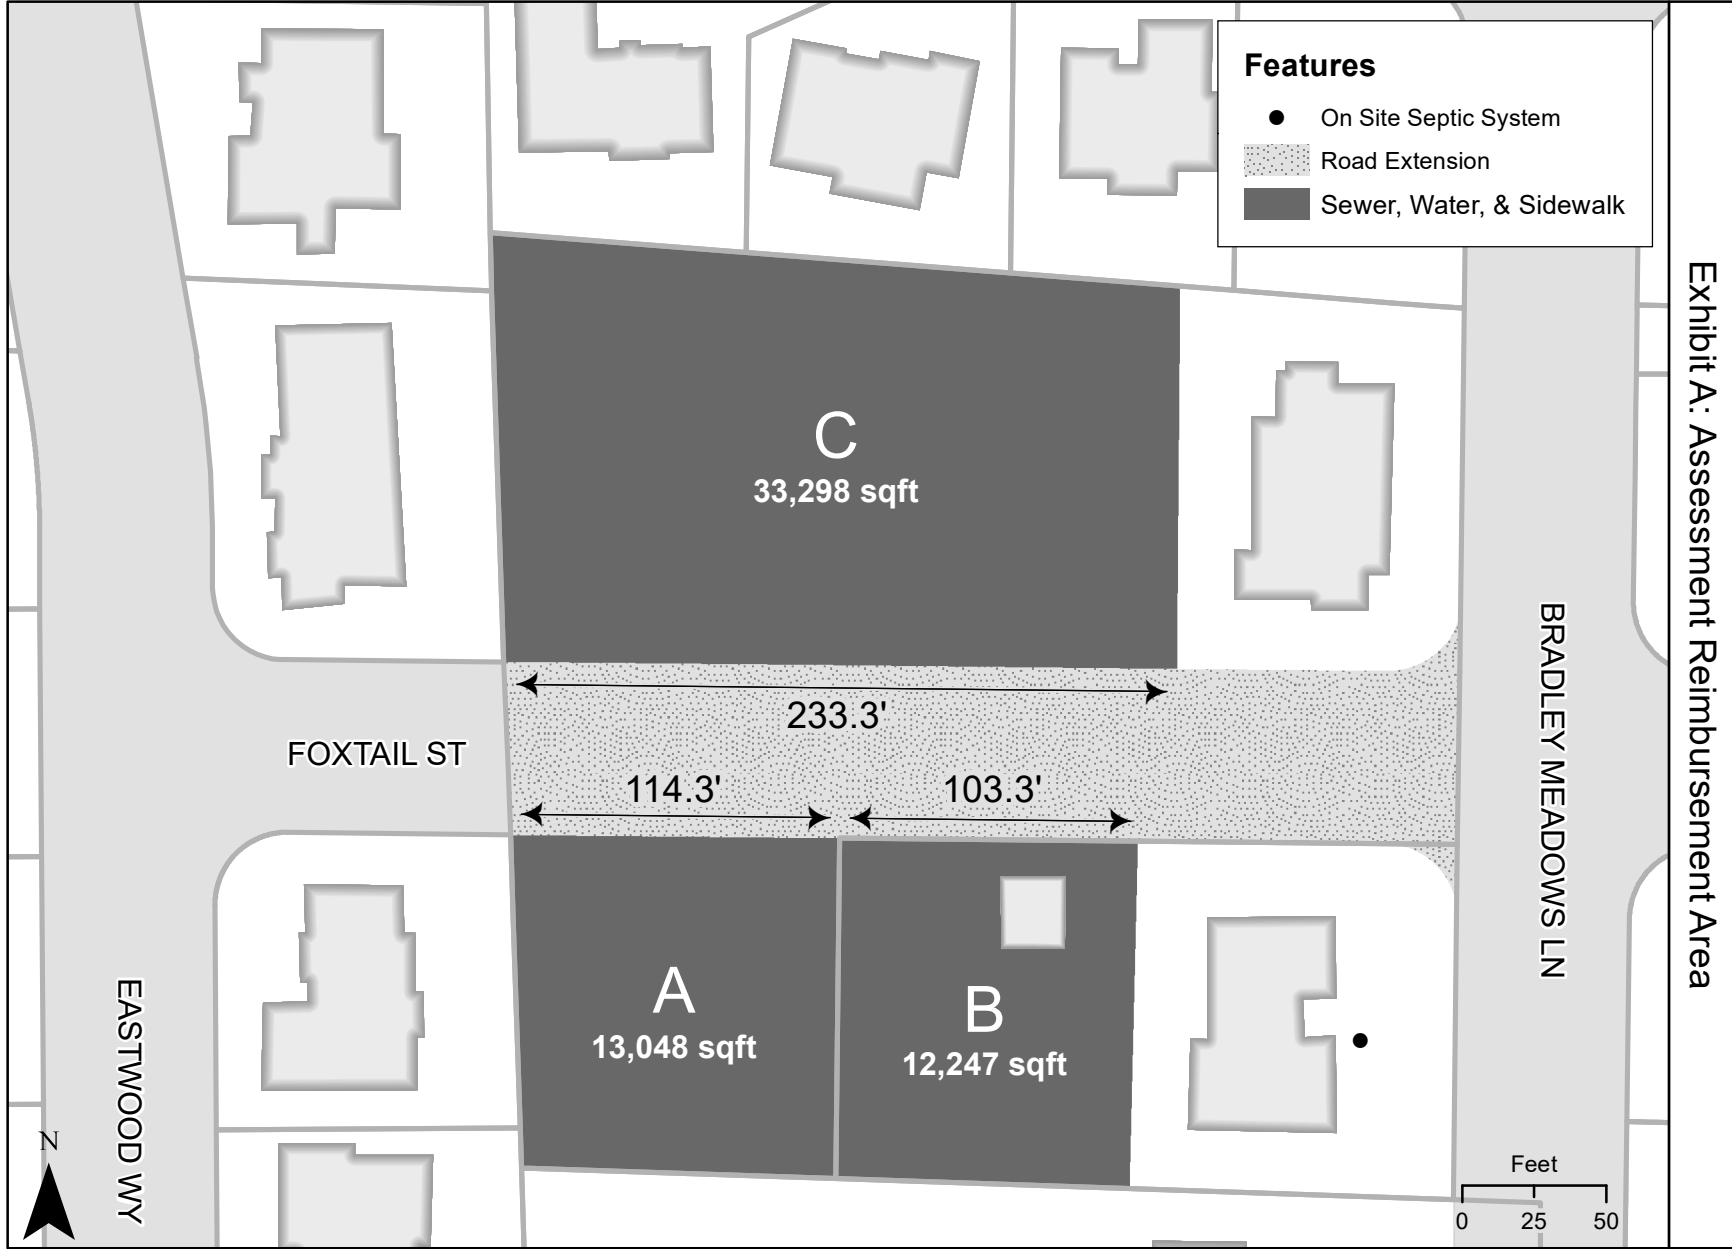 Features
On Site Septic System
Road Extension
Sewer, Water, & Sidewalk
Exhibit A: Assessment Reimbursement Area
C
33,298 sqft
233.3'
FOXTAIL ST
114.3'
103.3'
BRADLEY MEADOWS LN
A
13,048 sqft
B
12,247 sqft
EASTWOOD WY
N
Feet
0 25 50